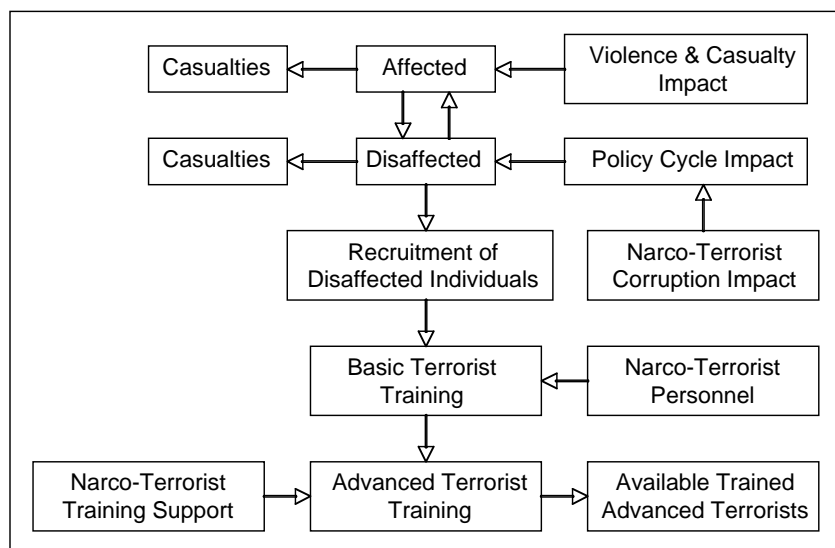 Casualties
Affected
Violence & Casualty
Impact
Casualties
Disaffected
Policy Cycle Impact
Recruitment of
Disaffected Individuals
Narco-Terrorist
Corruption Impact
Basic Terrorist
Training
Narco-Terrorist
Personnel
Narco-Terrorist
Training Support
Advanced Terrorist
Training
Available Trained
Advanced Terrorists